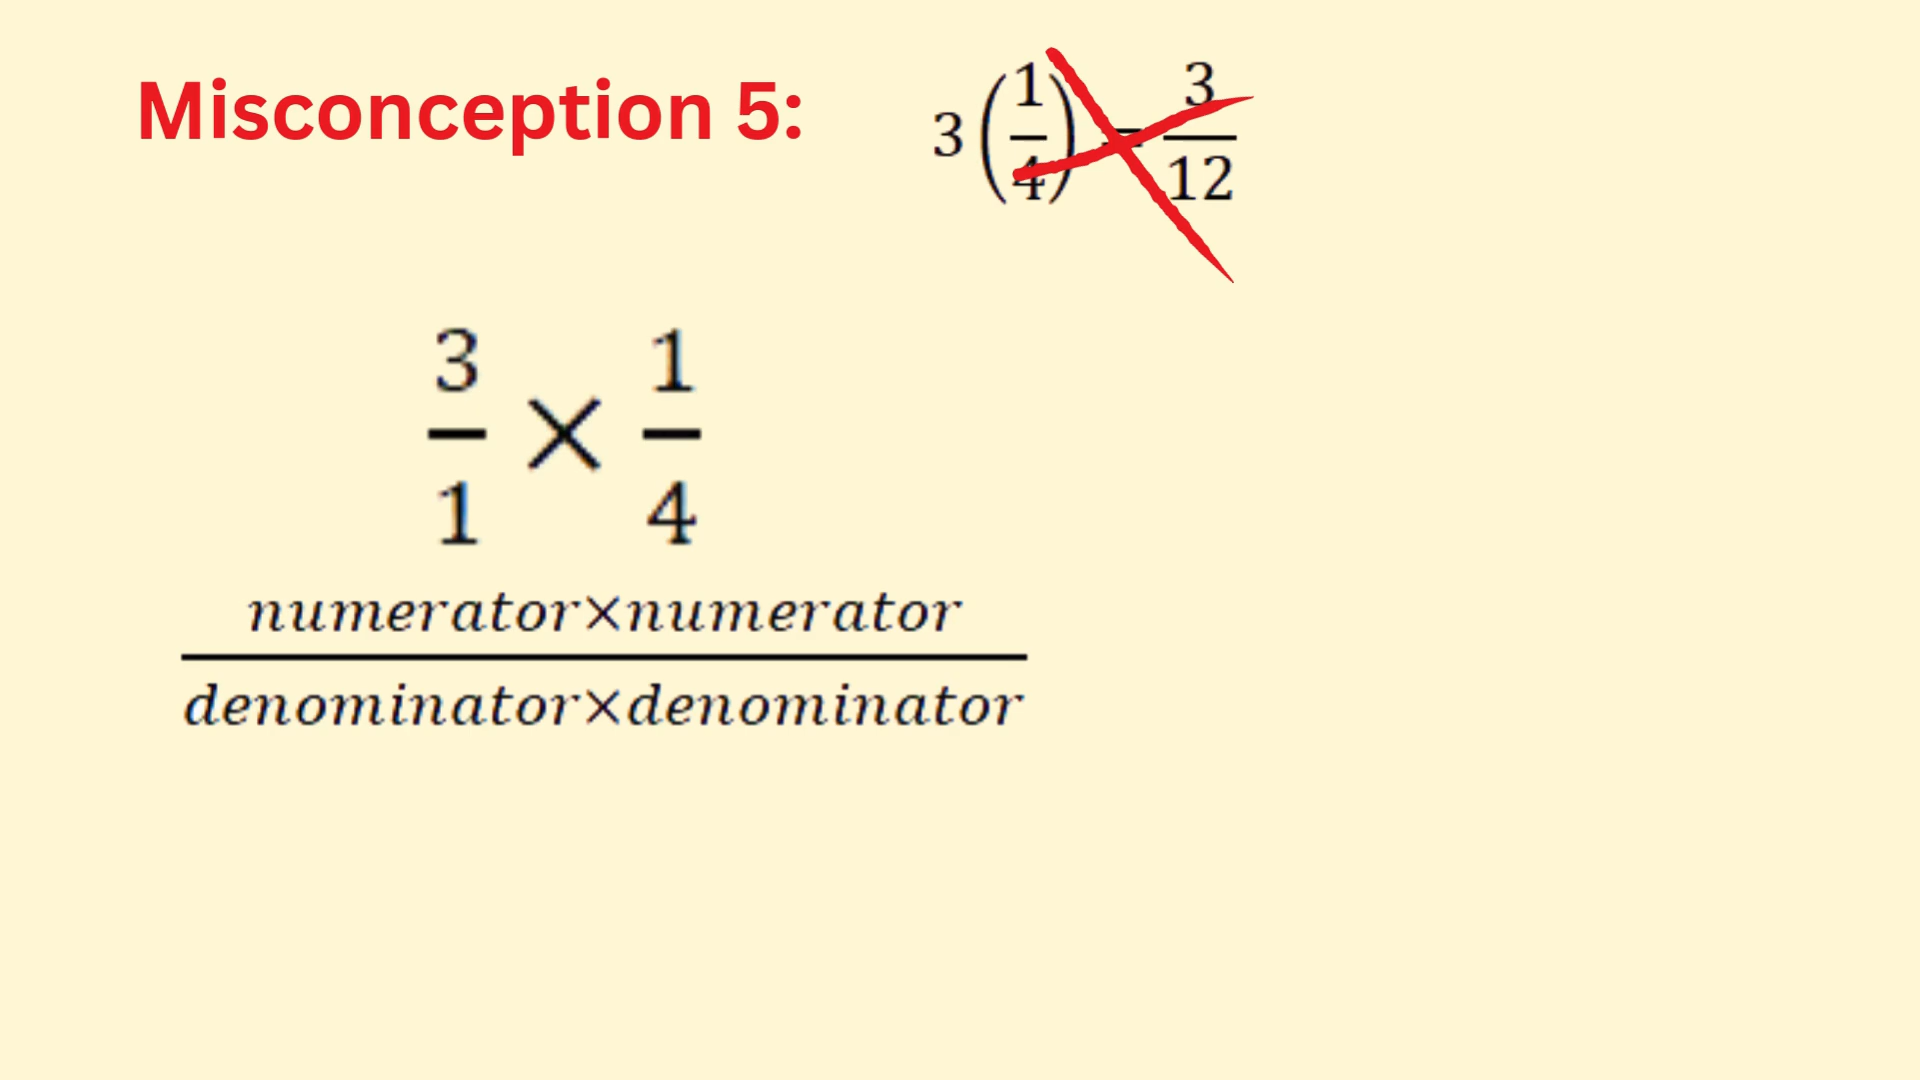 Misconception 5: 3(1/4) = 3/12
3/1 × 1/4
numerator×numerator
denominator×denominator